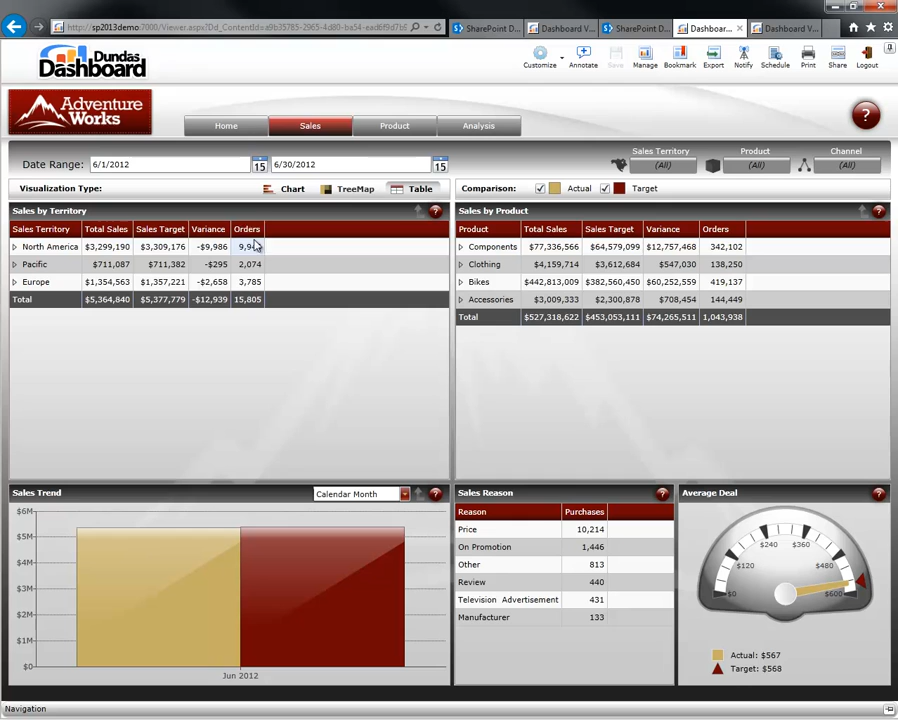 http://sp2013demo:7000/Viewer.aspx?Dd_ContentId=
SharePoint D... Dashboard V... SharePoint D... Dashboar... Dashboard V...
Dundas
Dashboard
Customize Annotate Save Manage Bookmark Export Notify Schedule Print Share Logout
Adventure
Works
Home Sales Product Analysis
?
Date Range: 6/1/2012 15 6/30/2012 15
Sales Territory Product Channel
(All) (All) (All)
Visualization Type: Chart TreeMap Table
Comparison: Actual Target
Sales by Territory ?
Sales Territory Total Sales Sales Target Variance Orders
North America $3,299,190 $3,309,176 -$9,986
Pacific $711,087 $711,382 -$295 2,074
Europe $1,354,563 $1,357,221 -$2,658 3,785
Total $5,364,840 $5,377,779 -$12,939 15,805
Sales by Product ?
Product Total Sales Sales Target Variance Orders
Components $77,336,566 $64,579,099 $12,757,468 342,102
Clothing $4,159,714 $3,612,684 $547,030 138,250
Bikes $442,813,009 $382,560,450 $60,252,559 419,137
Accessories $3,009,333 $2,300,878 $708,454 144,449
Total $527,318,622 $453,053,111 $74,265,511 1,043,938
Sales Trend Calendar Month ?
$6M
$5M
$4M
$3M
$2M
$1M
$0
Jun 2012
Sales Reason ?
Reason Purchases
Price 10,214
On Promotion 1,446
Other 813
Review 440
Television Advertisement 431
Manufacturer 133
Average Deal ?
$0 $120 $240 $360 $480 $600
Actual: $567
Target: $568
Navigation